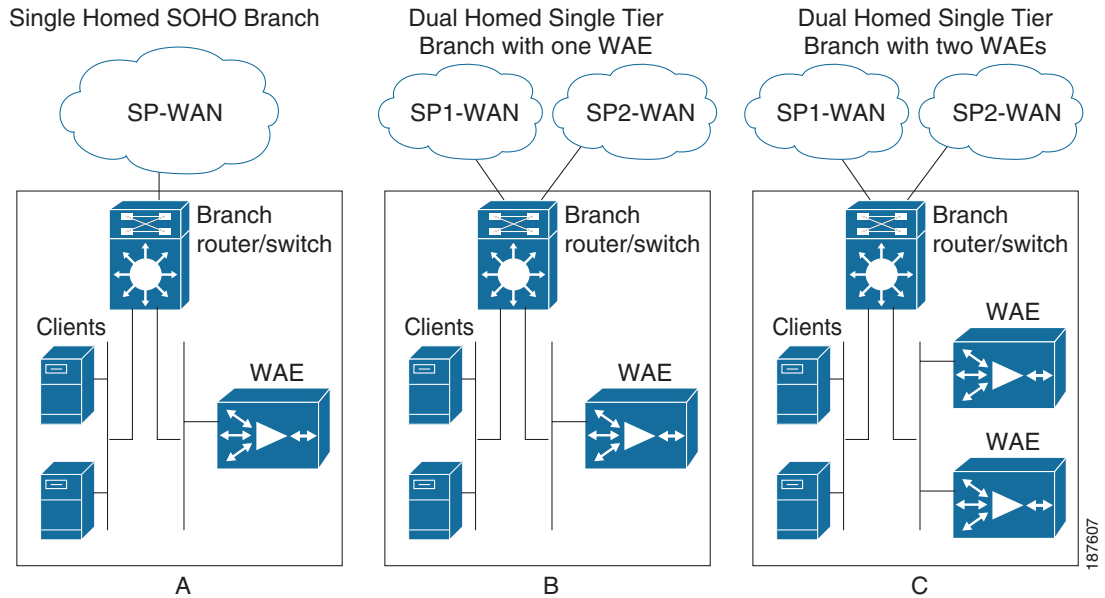 Single Homed SOHO Branch
SP-WAN
Branch
router/switch
Clients
WAE
A
Dual Homed Single Tier
Branch with one WAE
SP1-WAN
SP2-WAN
Branch
router/switch
Clients
WAE
B
Dual Homed Single Tier
Branch with two WAEs
SP1-WAN
SP2-WAN
Branch
router/switch
Clients
WAE
WAE
C
187607